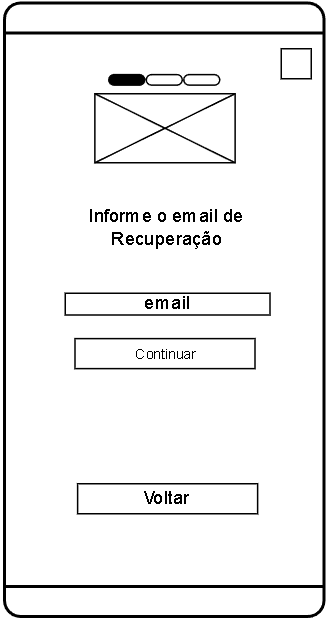 Informe o email de
Recuperação
email
Continuar
Voltar